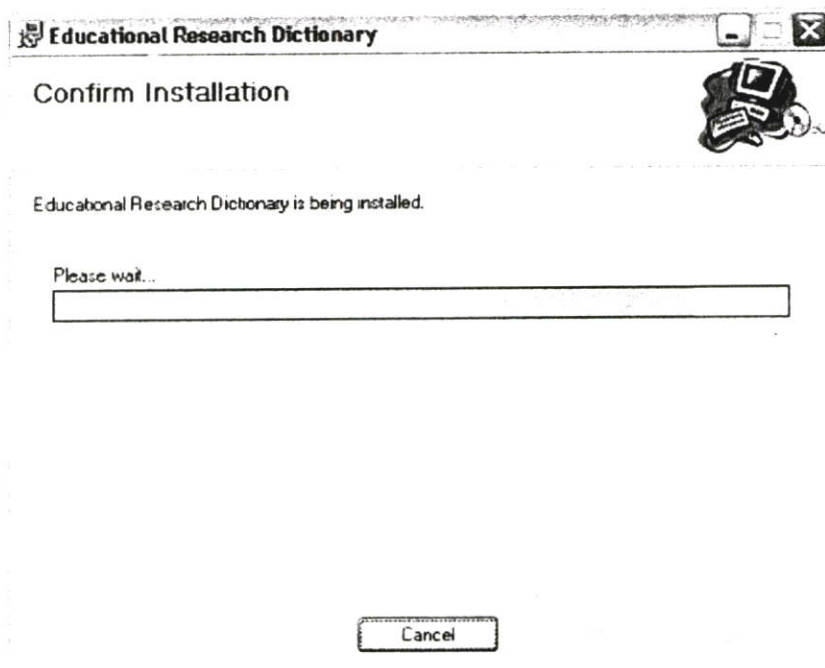 Educational Research Dictionary
Confirm Installation
Educational Research Dictionary is being installed.
Please wait...
Cancel